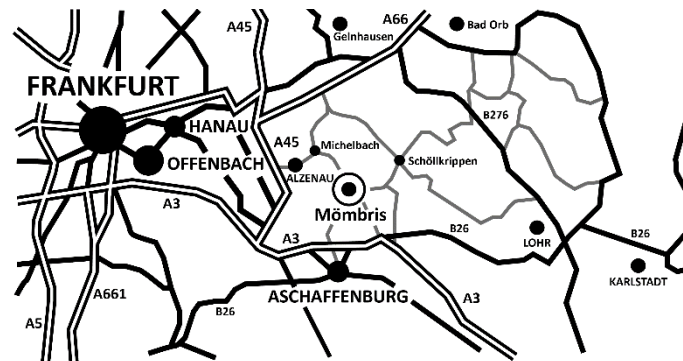 A66
Bad Orb
A45
Gelnhausen
FRANKFURT
HANAU
B276
A45
Michelbach
OFFENBACH
Schöllkrippen
ALZENAU
A3
Mömbris
A3
B26
B26
LOHR
KARLSTADT
A661
ASCHAFFENBURG
A3
B26
A5